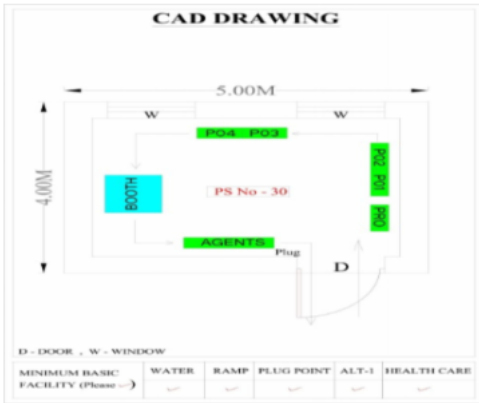 CAD DRAWING
5.00M
W W
PO4 PO3
4.00M
BOOTH
PS No - 30
PO2 PO1
PRO
AGENTS
Plug
D
D - DOOR , W - WINDOW
MINIMUM BASIC FACILITY (Please ✓) WATER RAMP PLUG POINT ALT-1 HEALTH CARE
✓ ✓ ✓ ✓ ✓